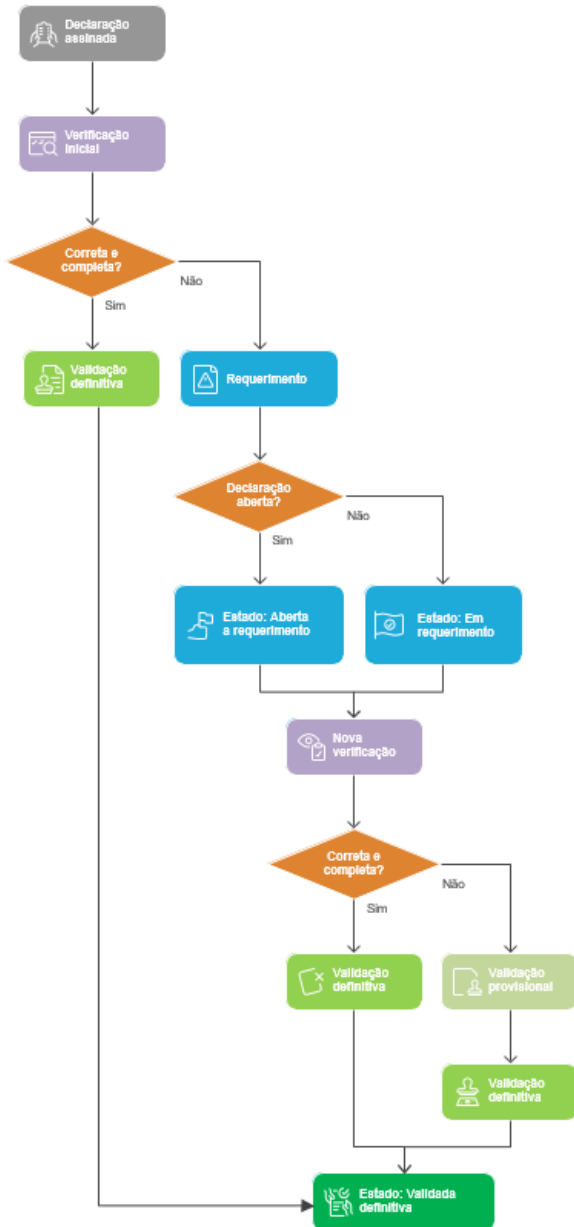 Declaração
assinada
Verificação
inicial
Correta e
completa?
Não
Sim
Validação
definitiva
Requerimento
Declaração
aberta?
Não
Sim
Estado: Aberta
a requerimento
Estado: Em
requerimento
Nova
verificação
Correta e
completa?
Não
Sim
Validação
definitiva
Validação
provisional
Validação
definitiva
Estado: Validada
definitiva